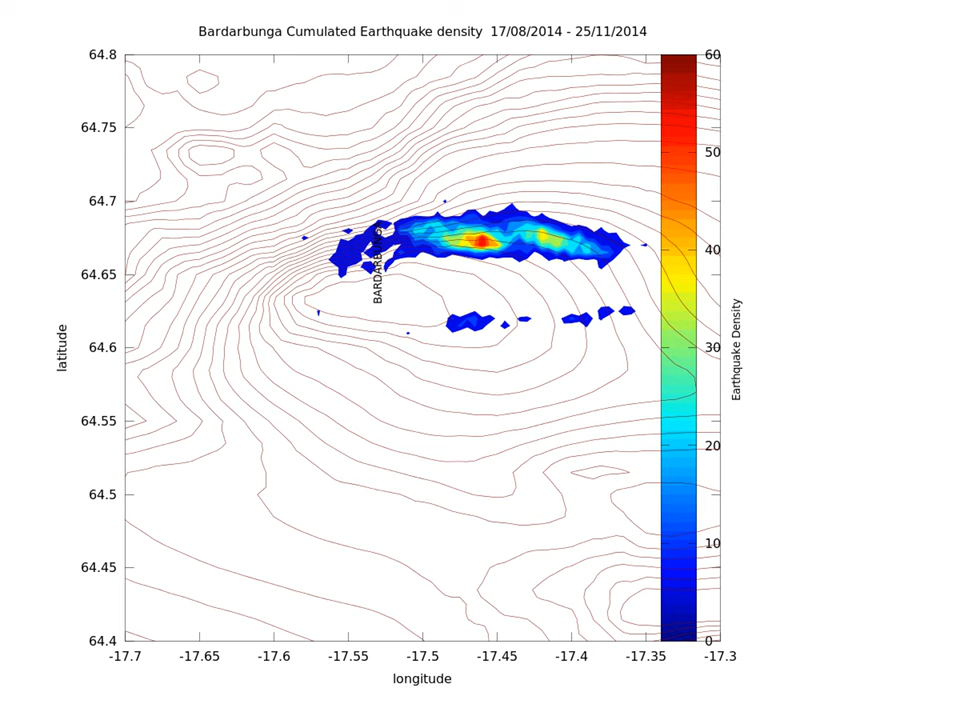 Bardarbunga Cumulated Earthquake density 17/08/2014 - 25/11/2014
64.8
64.75
64.7
64.65
64.6
64.55
64.5
64.45
64.4
latitude
BARDARBUNGA
60
50
40
30
20
10
0
Earthquake Density
-17.7 -17.65 -17.6 -17.55 -17.5 -17.45 -17.4 -17.35 -17.3
longitude